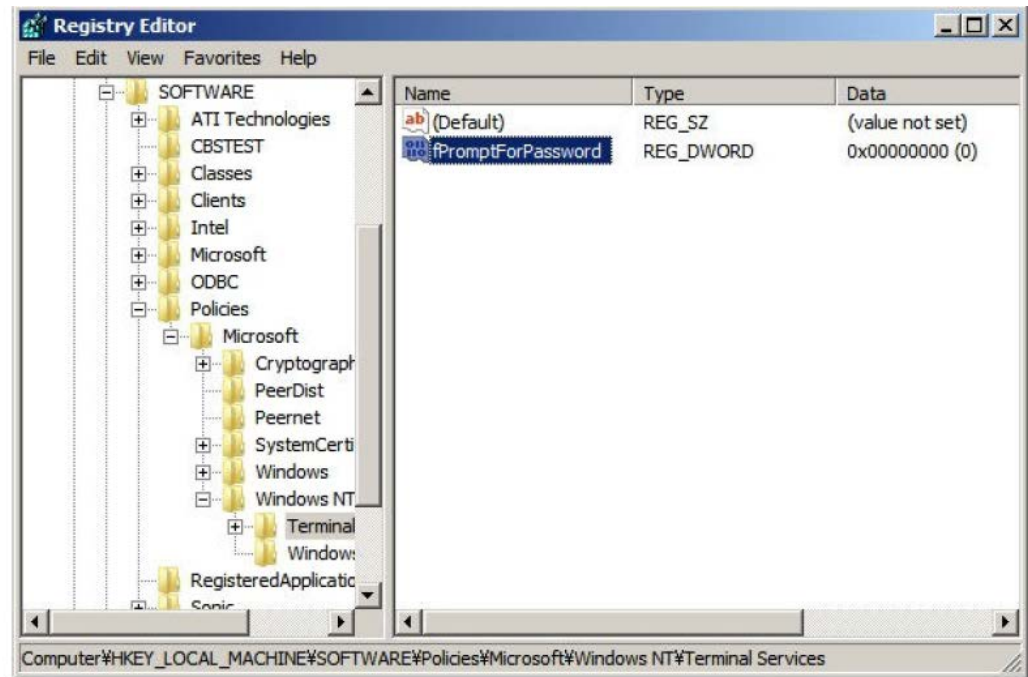 Registry Editor
File Edit View Favorites Help
SOFTWARE
ATI Technologies
CBSTEST
Classes
Clients
Intel
Microsoft
ODBC
Policies
Microsoft
Cryptograph
PeerDist
Peernet
SystemCerti
Windows
Windows NT
Terminal
Windows
RegisteredApplicatio
Sonic
Name Type Data
(Default) REG_SZ (value not set)
fPromptForPassword REG_DWORD 0x00000000 (0)
Computer¥HKEY_LOCAL_MACHINE¥SOFTWARE¥Policies¥Microsoft¥Windows NT¥Terminal Services